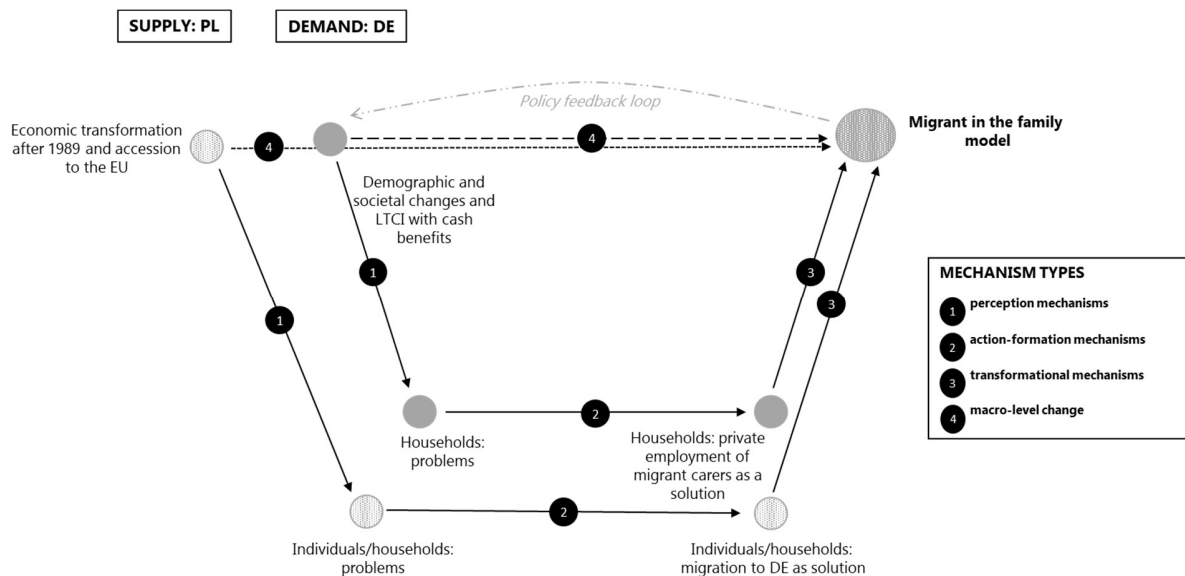 SUPPLY: PL
DEMAND: DE
Policy feedback loop
Economic transformation
after 1989 and accession
to the EU
4
4
Migrant in the family
model
Demographic and
societal changes and
LTCI with cash
benefits
1
1
3
3
MECHANISM TYPES
1 perception mechanisms
2 action-formation mechanisms
3 transformational mechanisms
4 macro-level change
2
Households:
problems
Households: private
employment of
migrant carers as a
solution
2
Individuals/households:
problems
Individuals/households:
migration to DE as solution